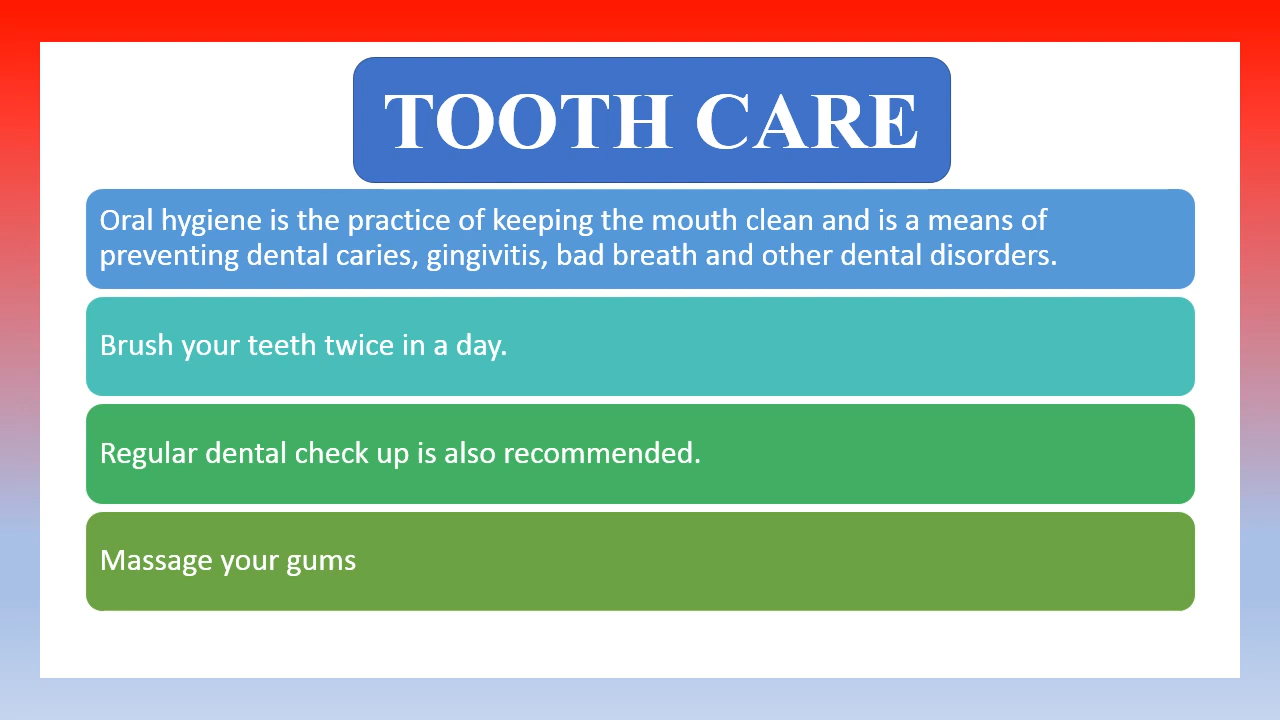 TOOTH CARE
Oral hygiene is the practice of keeping the mouth clean and is a means of
preventing dental caries, gingivitis, bad breath and other dental disorders.
Brush your teeth twice in a day.
Regular dental check up is also recommended.
Massage your gums